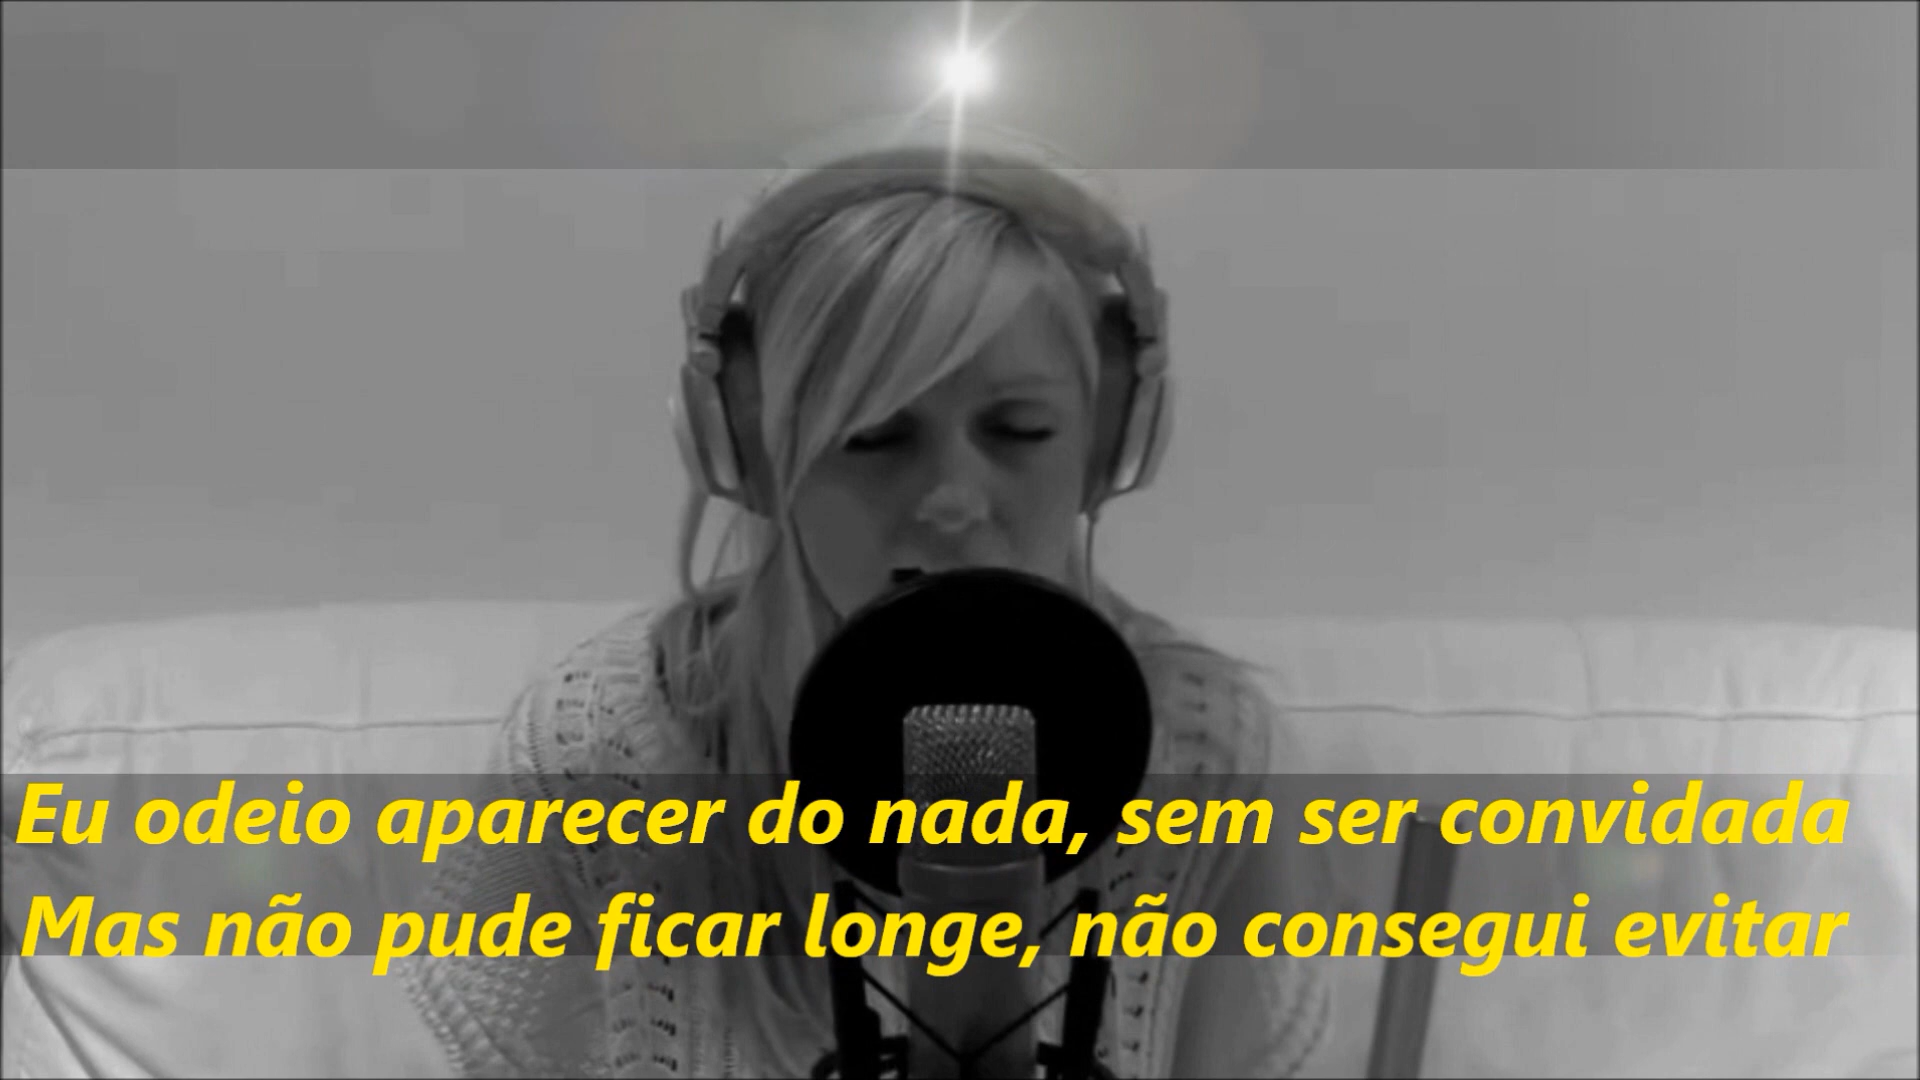 Eu odeio aparecer do nada, sem ser convidada
Mas não pude ficar longe, não consegui evitar